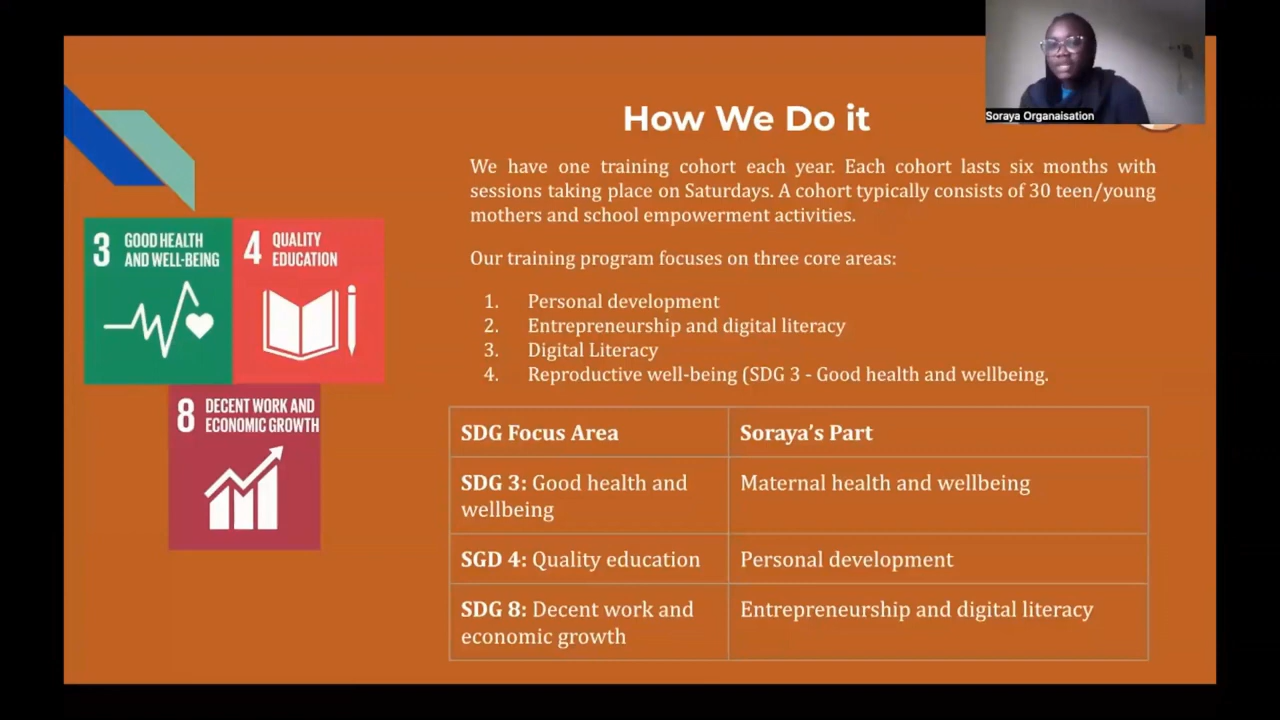 Soraya Organaisation
How We Do it
We have one training cohort each year. Each cohort lasts six months with
sessions taking place on Saturdays. A cohort typically consists of 30 teen/young
mothers and school empowerment activities.
Our training program focuses on three core areas:
1. Personal development
2. Entrepreneurship and digital literacy
3. Digital Literacy
4. Reproductive well-being (SDG 3 - Good health and wellbeing.
3 GOOD HEALTH
AND WELL-BEING
4 QUALITY
EDUCATION
8 DECENT WORK AND
ECONOMIC GROWTH
SDG Focus Area
Soraya's Part
SDG 3: Good health and
wellbeing
Maternal health and wellbeing
SGD 4: Quality education
Personal development
SDG 8: Decent work and
economic growth
Entrepreneurship and digital literacy